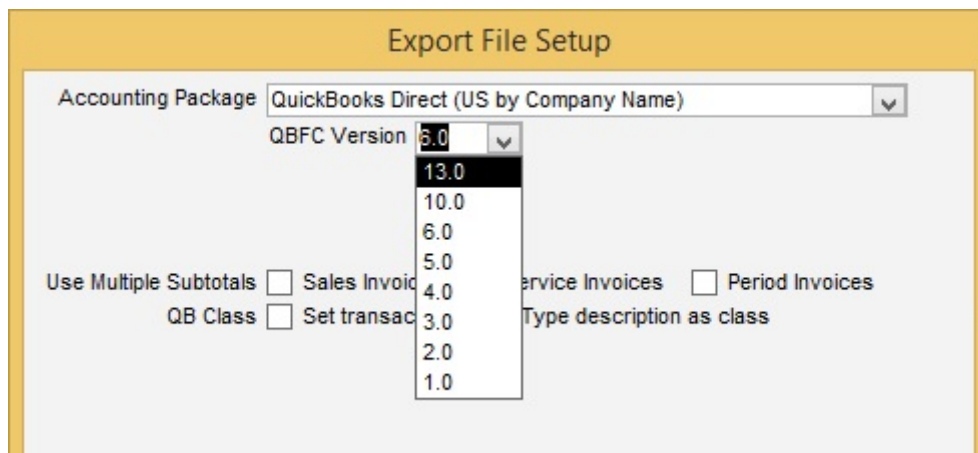 Export File Setup
Accounting Package QuickBooks Direct (US by Company Name)
QBFC Version 6.0
13.0
10.0
6.0
5.0
4.0
3.0
2.0
1.0
Use Multiple Subtotals Sales Invoic ervice Invoices Period Invoices
QB Class Set transac Type description as class